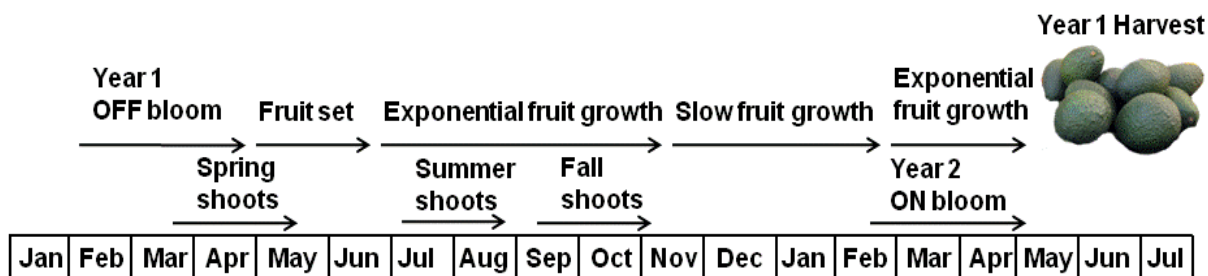 Year 1 Harvest
Year 1
OFF bloom
Fruit set
Exponential fruit growth
Slow fruit growth
Exponential
fruit growth
Spring
shoots
Summer
shoots
Fall
shoots
Year 2
ON bloom
Jan Feb Mar Apr May Jun Jul Aug Sep Oct Nov Dec Jan Feb Mar Apr May Jun Jul